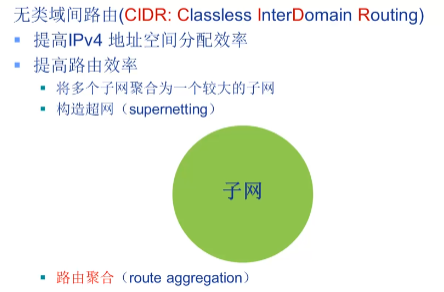 无类域间路由(CIDR: Classless InterDomain Routing)
提高IPv4 地址空间分配效率
提高路由效率
将多个子网聚合为一个较大的子网
构造超网（supernetting）
子网
路由聚合（route aggregation）